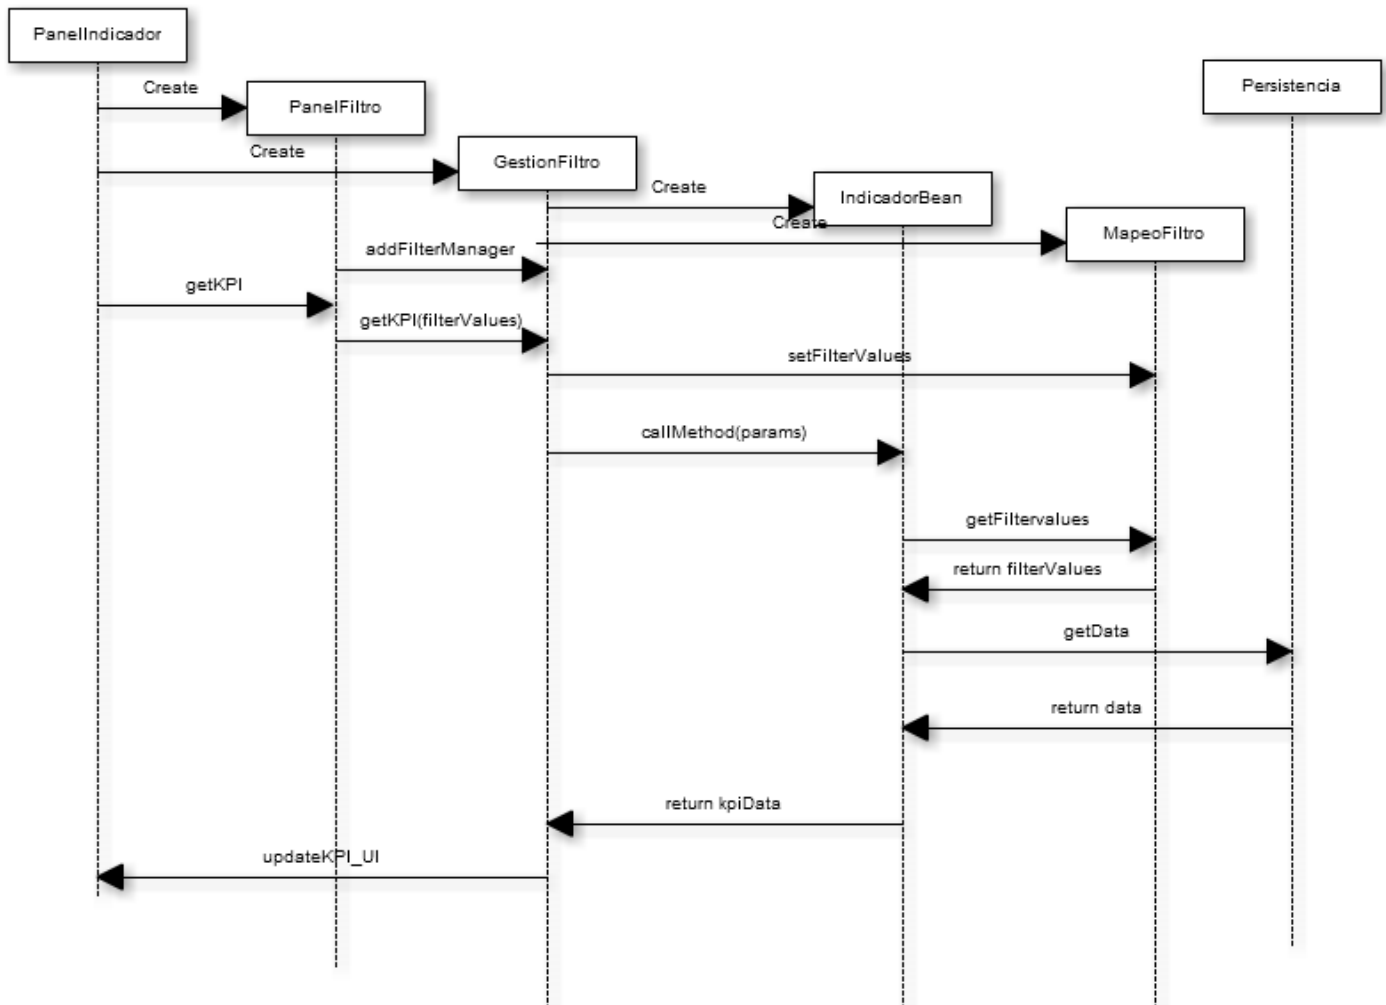 PanelIndicador
Persistencia
Create
PanelFiltro
Create
GestionFiltro
Create
IndicadorBean
Create
MapeoFiltro
addFilterManager
getKPI
getKPI(filterValues)
setFilterValues
callMethod(params)
getFiltervalues
return filterValues
getData
return data
return kpiData
updateKPI_UI